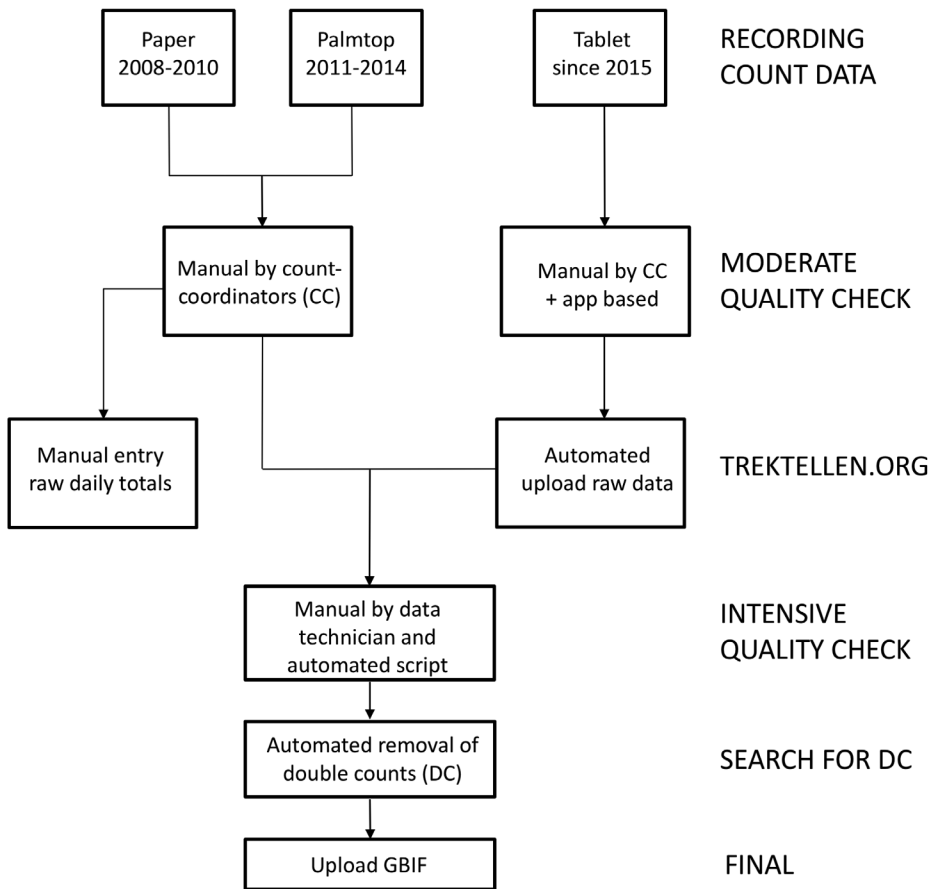 Paper
2008-2010
Palmtop
2011-2014
Tablet
since 2015
RECORDING
COUNT DATA
Manual by count-
coordinators (CC)
Manual by CC
+ app based
MODERATE
QUALITY CHECK
Manual entry
raw daily totals
Automated
upload raw data
TREKTELLEN.ORG
Manual by data
technician and
automated script
INTENSIVE
QUALITY CHECK
Automated removal of
double counts (DC)
SEARCH FOR DC
Upload GBIF
FINAL